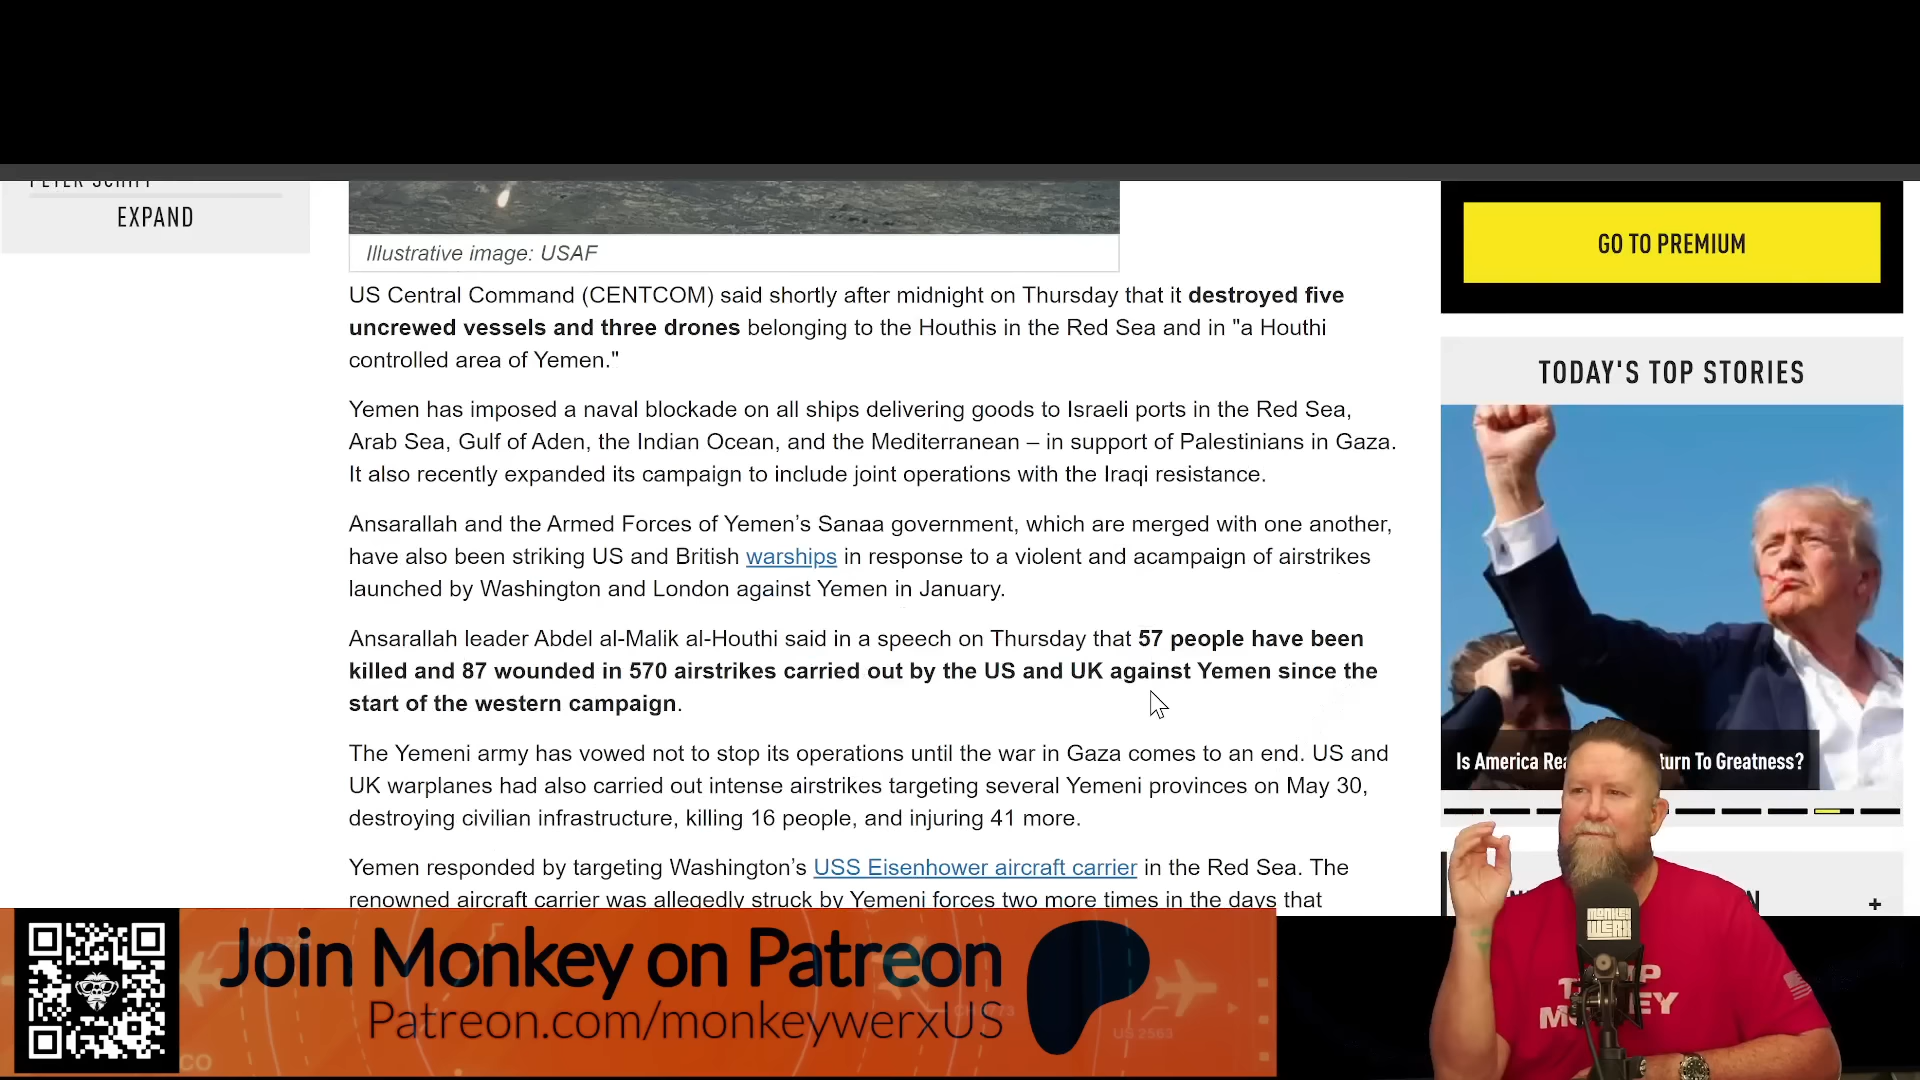 EXPAND
Illustrative image: USAF
US Central Command (CENTCOM) said shortly after midnight on Thursday that it destroyed five
uncrewed vessels and three drones belonging to the Houthis in the Red Sea and in "a Houthi
controlled area of Yemen."
Yemen has imposed a naval blockade on all ships delivering goods to Israeli ports in the Red Sea,
Arab Sea, Gulf of Aden, the Indian Ocean, and the Mediterranean – in support of Palestinians in Gaza.
It also recently expanded its campaign to include joint operations with the Iraqi resistance.
Ansarallah and the Armed Forces of Yemen’s Sanaa government, which are merged with one another,
have also been striking US and British warships in response to a violent and acampaign of airstrikes
launched by Washington and London against Yemen in January.
Ansarallah leader Abdel al-Malik al-Houthi said in a speech on Thursday that 57 people have been
killed and 87 wounded in 570 airstrikes carried out by the US and UK against Yemen since the
start of the western campaign.
The Yemeni army has vowed not to stop its operations until the war in Gaza comes to an end. US and
UK warplanes had also carried out intense airstrikes targeting several Yemeni provinces on May 30,
destroying civilian infrastructure, killing 16 people, and injuring 41 more.
Yemen responded by targeting Washington’s USS Eisenhower aircraft carrier in the Red Sea. The
renowned aircraft carrier was allegedly struck by Yemeni forces two more times in the days that
GO TO PREMIUM
TODAY'S TOP STORIES
Is America To Greatness?
+
Join Monkey on Patreon
Patreon.com/monkeywerxUS
US 2563
MONKEY
WERX